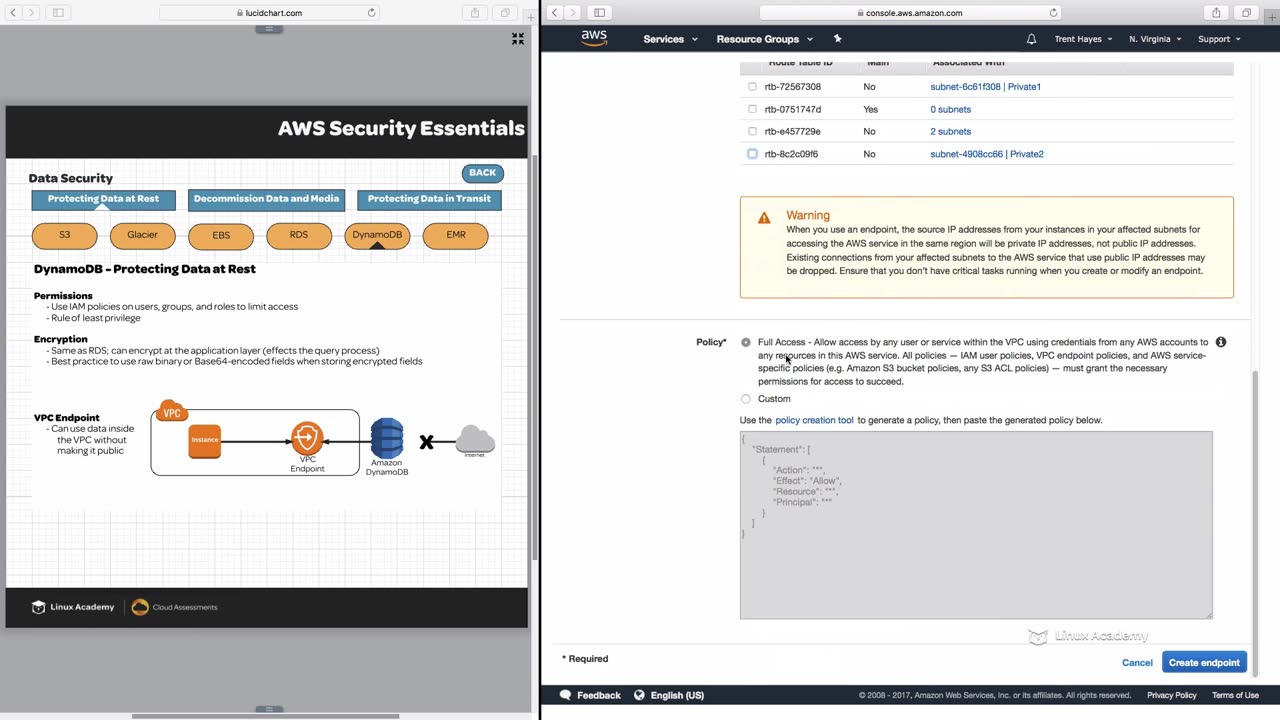 lucidchart.com
AWS Security Essentials
BACK
Data Security
Protecting Data at Rest
Decommission Data and Media
Protecting Data in Transit
S3
Glacier
EBS
RDS
DynamoDB
EMR
DynamoDB - Protecting Data at Rest
Permissions
- Use IAM policies on users, groups, and roles to limit access
- Rule of least privilege
Encryption
- Same as RDS; can encrypt at the application layer (effects the query process)
- Best practice to use raw binary or Base64-encoded fields when storing encrypted fields
VPC Endpoint
- Can use data inside
the VPC without
making it public
VPC
Instance
VPC
Endpoint
Amazon
DynamoDB
X
Internet
Linux Academy
Cloud Assessments
console.aws.amazon.com
aws
Services
Resource Groups
Trent Hayes
N. Virginia
Support
Route Table ID Main Associated With
rtb-72567308 No subnet-6c61f308 | Private1
rtb-0751747d Yes 0 subnets
rtb-e457729e No 2 subnets
rtb-8c2c09f6 No subnet-4908cc66 | Private2
Warning
When you use an endpoint, the source IP addresses from your instances in your affected subnets for
accessing the AWS service in the same region will be private IP addresses, not public IP addresses.
Existing connections from your affected subnets to the AWS service that use public IP addresses may
be dropped. Ensure that you don't have critical tasks running when you create or modify an endpoint.
Policy*
Full Access - Allow access by any user or service within the VPC using credentials from any AWS accounts to
any resources in this AWS service. All policies — IAM user policies, VPC endpoint policies, and AWS service-
specific policies (e.g. Amazon S3 bucket policies, any S3 ACL policies) — must grant the necessary
permissions for access to succeed.
Custom
Use the policy creation tool to generate a policy, then paste the generated policy below.
{
"Statement": [
{
"Action": "*",
"Effect": "Allow",
"Resource": "*",
"Principal": "*"
}
]
}
Linux Academy
* Required
Cancel
Create endpoint
Feedback
English (US)
© 2008 - 2017, Amazon Web Services, Inc. or its affiliates. All rights reserved.
Privacy Policy
Terms of Use